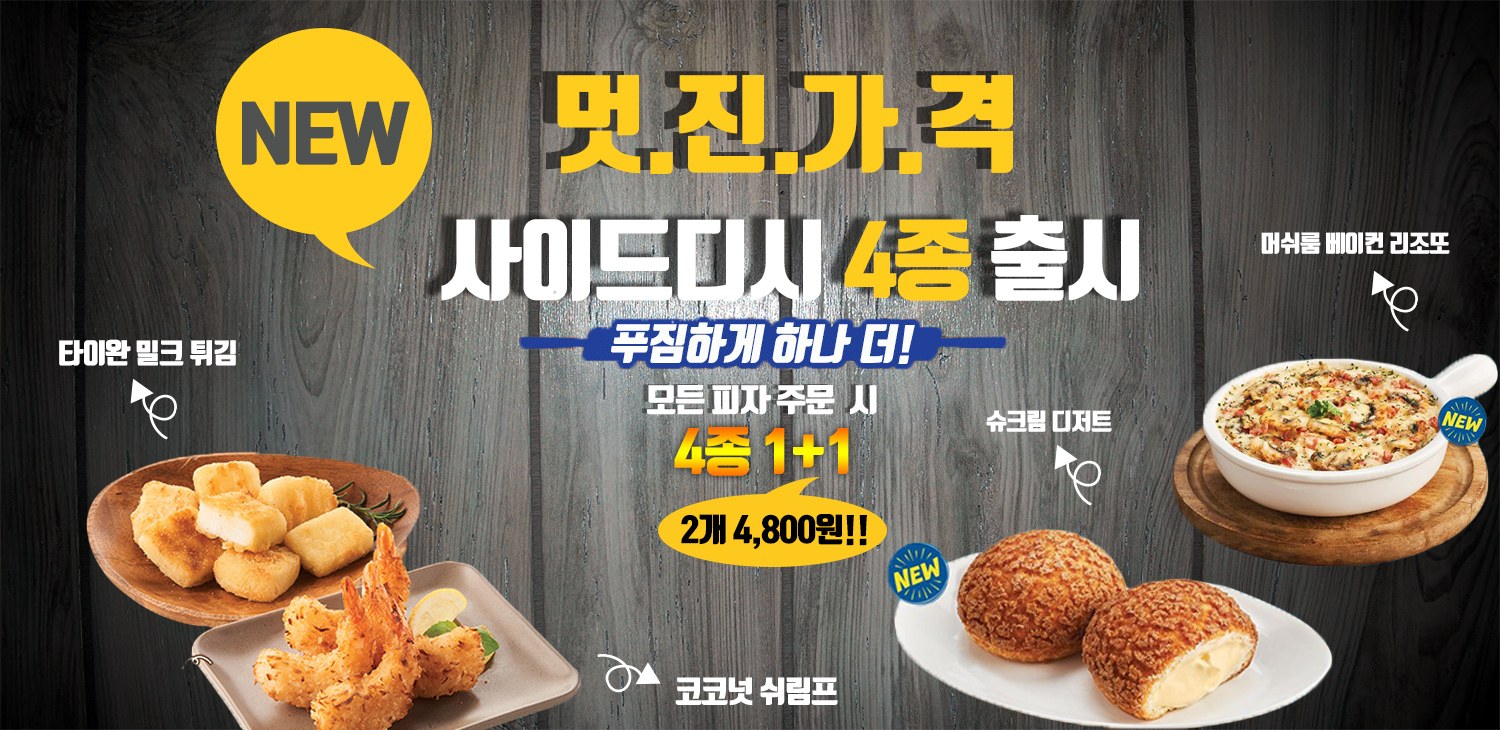 NEW
멋.진.가.격
사이드디시 4종 출시
푸짐하게 하나 더!
모든 피자 주문 시
4종 1+1
2개 4,800원!!
타이완 밀크 튀김
코코넛 쉬림프
슈크림 디저트
NEW
머쉬룸 베이컨 리조또
NEW